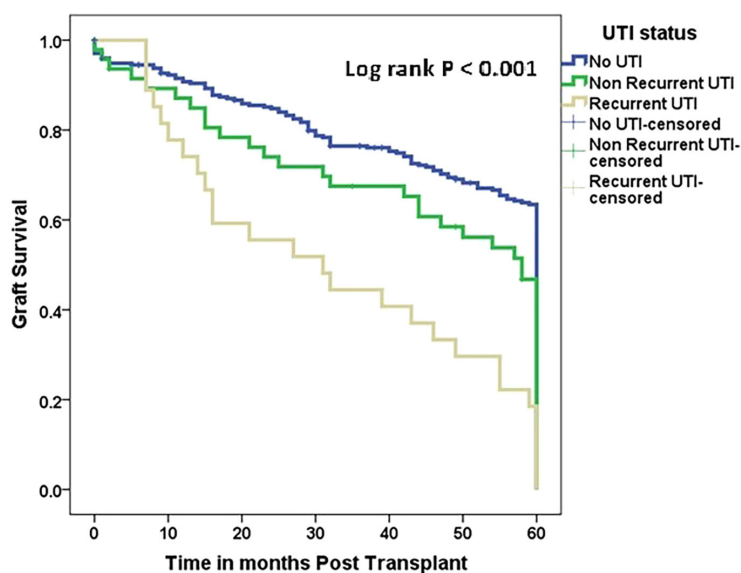 UTI status
No UTI
Non Recurrent UTI
Recurrent UTI
No UTI-censored
Non Recurrent UTI-
censored
Recurrent UTI-
censored
Log rank P < 0.001
Graft Survival
1.0
0.8
0.6
0.4
0.2
0.0
0 10 20 30 40 50 60
Time in months Post Transplant